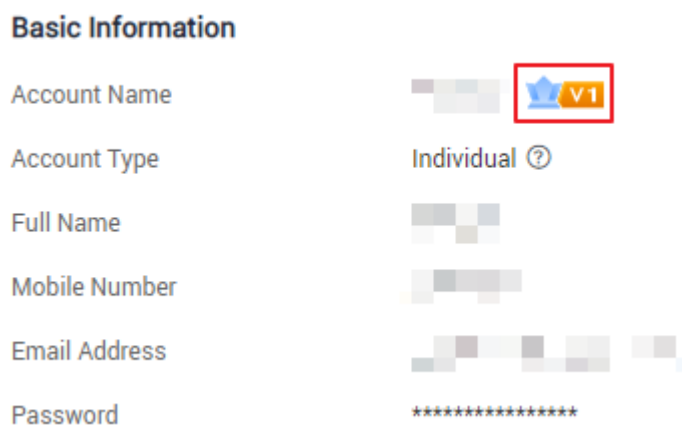 Basic Information
Account Name V1
Account Type Individual ?
Full Name
Mobile Number
Email Address
Password ****************